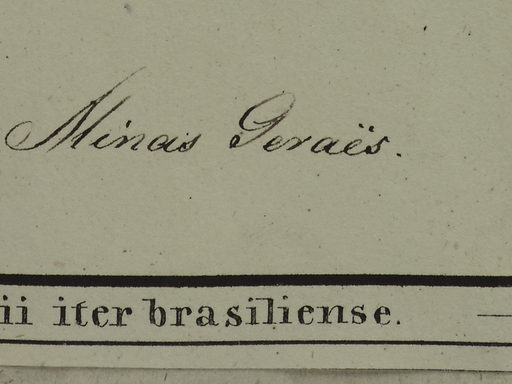 Minas Geraës.
ii iter brasiliense. —